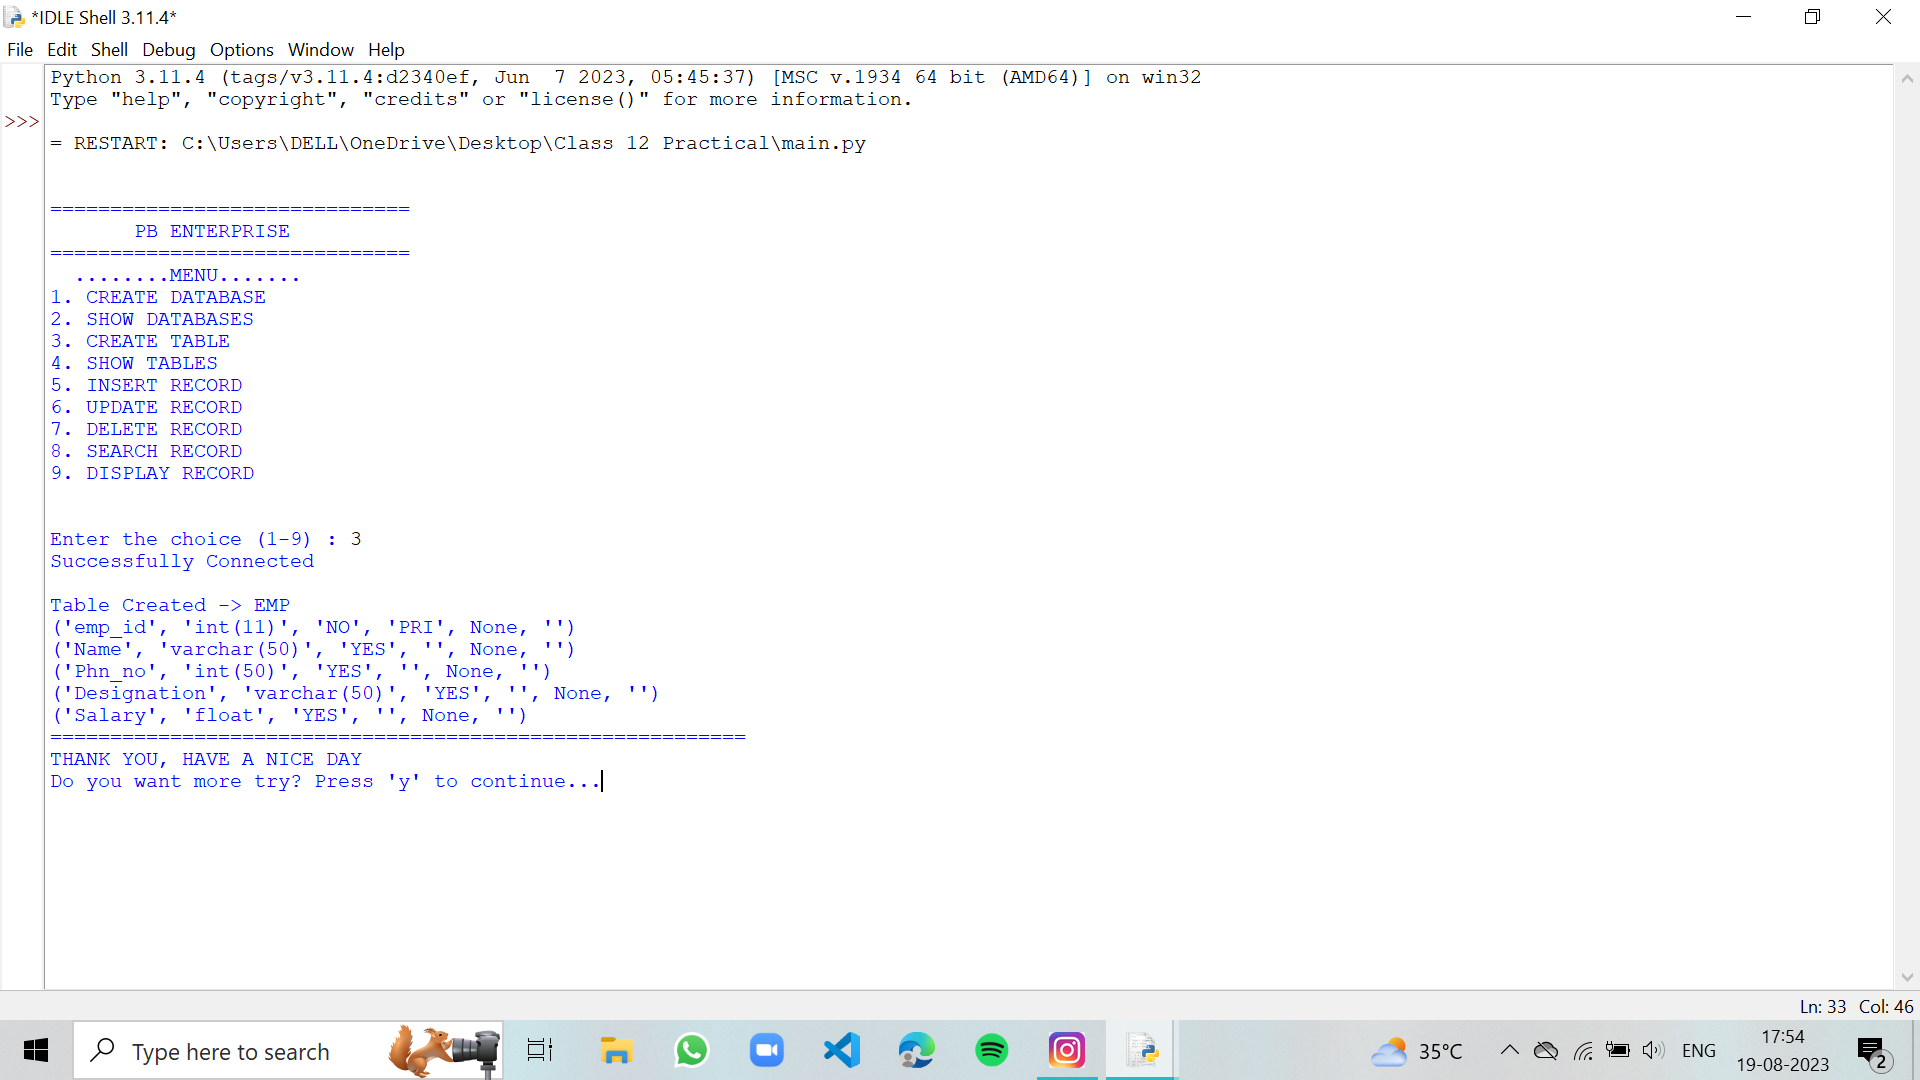 *IDLE Shell 3.11.4*
File Edit Shell Debug Options Window Help
Python 3.11.4 (tags/v3.11.4:d2340ef, Jun  7 2023, 05:45:37) [MSC v.1934 64 bit (AMD64)] on win32
Type "help", "copyright", "credits" or "license()" for more information.
>>>
= RESTART: C:\Users\DELL\OneDrive\Desktop\Class 12 Practical\main.py
==============================
       PB ENTERPRISE
==============================
  ........MENU.......
1. CREATE DATABASE
2. SHOW DATABASES
3. CREATE TABLE
4. SHOW TABLES
5. INSERT RECORD
6. UPDATE RECORD
7. DELETE RECORD
8. SEARCH RECORD
9. DISPLAY RECORD
Enter the choice (1-9) : 3
Successfully Connected
Table Created -> EMP
('emp_id', 'int(11)', 'NO', 'PRI', None, '')
('Name', 'varchar(50)', 'YES', '', None, '')
('Phn_no', 'int(50)', 'YES', '', None, '')
('Designation', 'varchar(50)', 'YES', '', None, '')
('Salary', 'float', 'YES', '', None, '')
==========================================================
THANK YOU, HAVE A NICE DAY
Do you want more try? Press 'y' to continue...
Ln: 33 Col: 46
Type here to search
35°C
ENG
17:54
19-08-2023
2